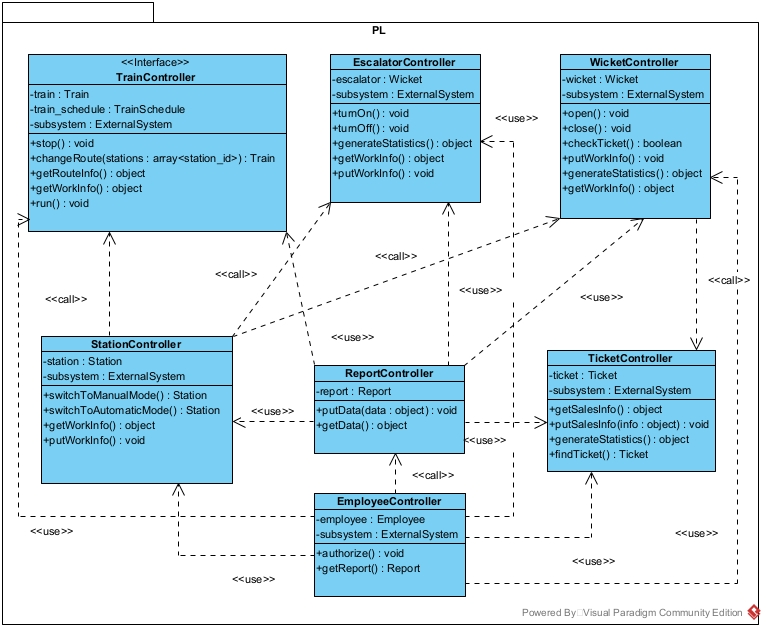 PL
<<Interface>>
TrainController
-train : Train
-train_schedule : TrainSchedule
-subsystem : ExternalSystem
+stop() : void
+changeRoute(stations : array<station_id>) : Train
+getRouteInfo() : object
+getWorkInfo() : object
+run() : void
EscalatorController
-escalator : Wicket
-subsystem : ExternalSystem
+turnOn() : void
+turnOff() : void
+generateStatistics() : object
+getWorkInfo() : object
+putWorkInfo() : void
<<use>>
WicketController
-wicket : Wicket
-subsystem : ExternalSystem
+open() : void
+close() : void
+checkTicket() : boolean
+putWorkInfo() : void
+generateStatistics() : object
+getWorkInfo() : object
<<call>>
<<call>>
<<call>>
<<call>>
<<use>>
<<use>>
<<use>>
StationController
-station : Station
-subsystem : ExternalSystem
+switchToManualMode() : Station
+switchToAutomaticMode() : Station
+getWorkInfo() : object
+putWorkInfo() : void
<<use>>
ReportController
-report : Report
+putData(data : object) : void
+getData() : object
<<use>>
TicketController
-ticket : Ticket
-subsystem : ExternalSystem
+getSalesInfo() : object
+putSalesInfo(info : object) : void
+generateStatistics() : object
+findTicket() : Ticket
<<call>>
EmployeeController
-employee : Employee
-subsystem : ExternalSystem
+authorize() : void
+getReport() : Report
<<use>>
<<use>>
<<use>>
<<use>>
Powered By Visual Paradigm Community Edition